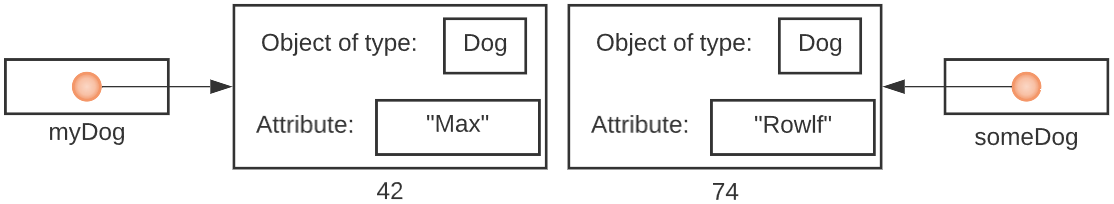 Object of type: Dog
Attribute: "Max"
myDog
42
Object of type: Dog
Attribute: "Rowlf"
someDog
74